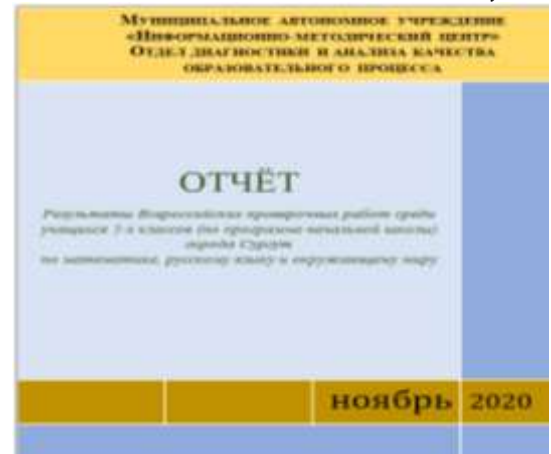 Муниципальное автономное учреждение
«Информационно-методический центр»
Отдел диагностики и анализа качества
образовательного процесса
ОТЧЁТ
Результаты Всероссийских проверочных работ среди
учащихся 5-х классов (по программе начальной школы)
города Сургут
по математике, русскому языку и окружающему миру
ноябрь 2020